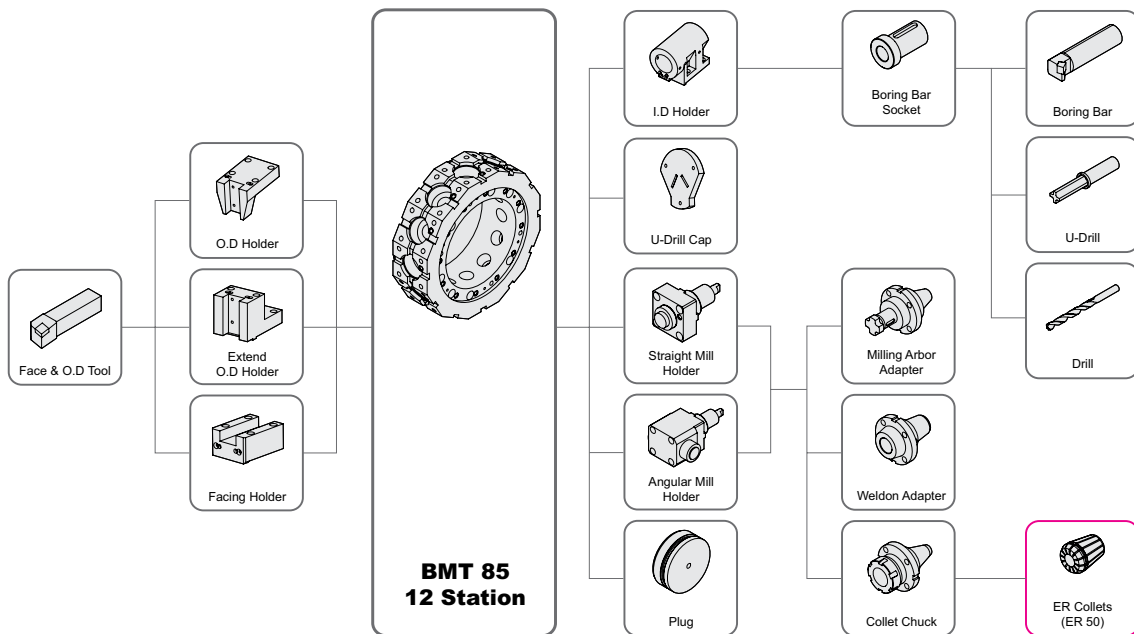 Face & O.D Tool
O.D Holder
Extend
O.D Holder
Facing Holder
BMT 85
12 Station
I.D Holder
U-Drill Cap
Straight Mill
Holder
Angular Mill
Holder
Plug
Boring Bar
Socket
Milling Arbor
Adapter
Weldon Adapter
Collet Chuck
Boring Bar
U-Drill
Drill
ER Collets
(ER 50)